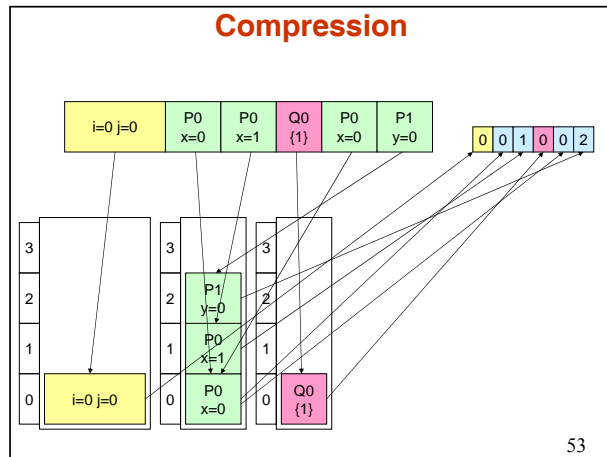 Compression
i=0 j=0
P0
x=0
P0
x=1
Q0
{1}
P0
x=0
P1
y=0
0 0 1 0 0 2
3
2
1
0
i=0 j=0
3
2
1
0
P1
y=0
P0
x=1
P0
x=0
3
2
1
0
Q0
{1}
53